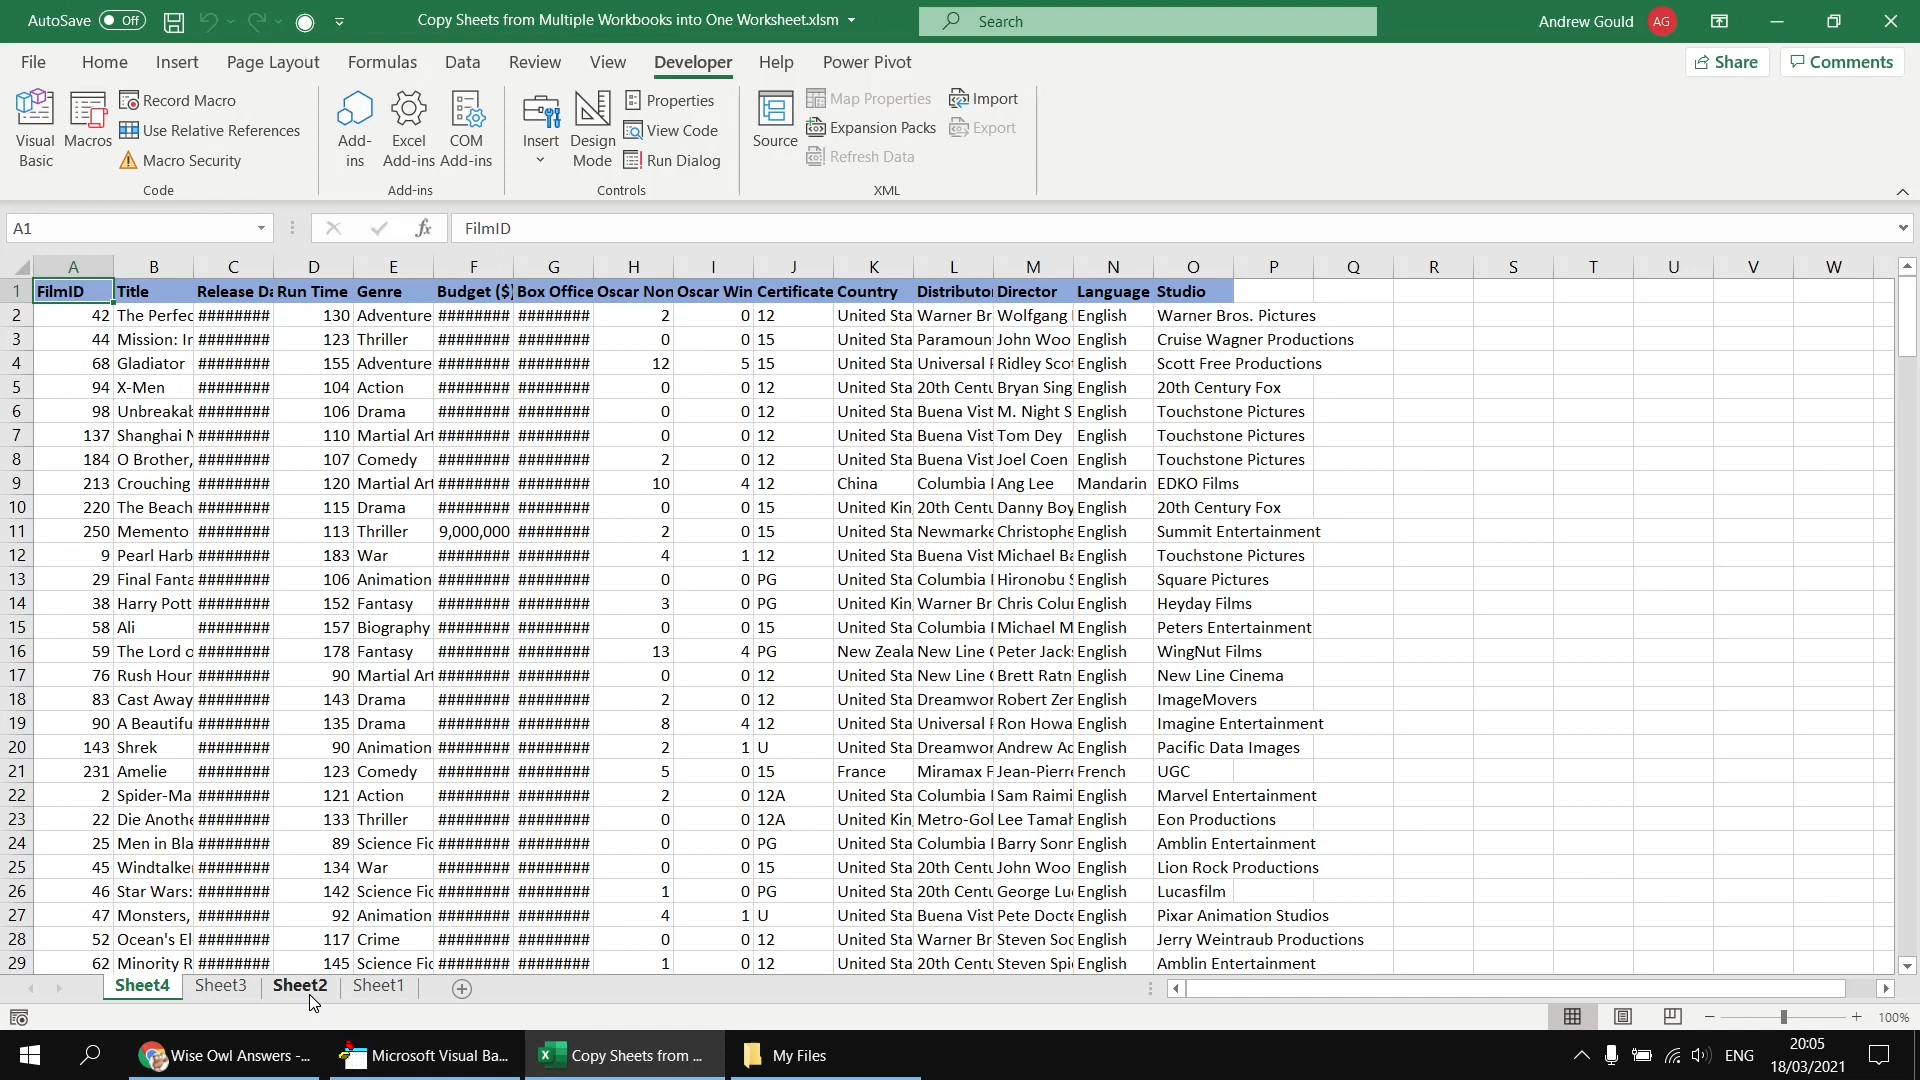 AutoSave Off Copy Sheets from Multiple Workbooks into One Worksheet.xlsm Search Andrew Gould AG
File Home Insert Page Layout Formulas Data Review View Developer Help Power Pivot Share Comments
Visual Basic
Macros
Record Macro
Use Relative References
Macro Security
Code
Add-ins
Excel Add-ins
COM Add-ins
Add-ins
Insert
Design Mode
Properties
View Code
Run Dialog
Controls
Source
Map Properties
Expansion Packs
Refresh Data
Import
Export
XML
A1 fx FilmID
A B C D E F G H I J K L M N O P Q R S T U V W
1 FilmID Title Release Da Run Time Genre Budget ($) Box Office Oscar Nom Oscar Win Certificate Country Distributor Director Language Studio
2 42 The Perfec ######## 130 Adventure ######## ######## 2 0 12 United Sta Warner Br Wolfgang English Warner Bros. Pictures
3 44 Mission: In ######## 123 Thriller ######## ######## 0 0 15 United Sta Paramoun John Woo English Cruise Wagner Productions
4 68 Gladiator ######## 155 Adventure ######## ######## 12 5 15 United Sta Universal P Ridley Scot English Scott Free Productions
5 94 X-Men ######## 104 Action ######## ######## 0 0 12 United Sta 20th Centu Bryan Sing English 20th Century Fox
6 98 Unbreakab ######## 106 Drama ######## ######## 0 0 12 United Sta Buena Vist M. Night S English Touchstone Pictures
7 137 Shanghai N ######## 110 Martial Art ######## ######## 0 0 12 United Sta Buena Vist Tom Dey English Touchstone Pictures
8 184 O Brother, ######## 107 Comedy ######## ######## 2 0 12 United Sta Buena Vist Joel Coen English Touchstone Pictures
9 213 Crouching ######## 120 Martial Art ######## ######## 10 4 12 China Columbia P Ang Lee Mandarin EDKO Films
10 220 The Beach ######## 115 Drama ######## ######## 0 0 15 United Kin 20th Centu Danny Boy English 20th Century Fox
11 250 Memento ######## 113 Thriller 9,000,000 ######## 2 0 15 United Sta Newmarke Christophe English Summit Entertainment
12 9 Pearl Harb ######## 183 War ######## ######## 4 1 12 United Sta Buena Vist Michael Ba English Touchstone Pictures
13 29 Final Fanta ######## 106 Animation ######## ######## 0 0 PG United Sta Columbia P Hironobu S English Square Pictures
14 38 Harry Pott ######## 152 Fantasy ######## ######## 3 0 PG United Kin Warner Br Chris Colum English Heyday Films
15 58 Ali ######## 157 Biography ######## ######## 0 0 15 United Sta Columbia P Michael M English Peters Entertainment
16 59 The Lord o ######## 178 Fantasy ######## ######## 13 4 PG New Zeala New Line C Peter Jacks English WingNut Films
17 76 Rush Hour ######## 90 Martial Art ######## ######## 0 0 12 United Sta New Line C Brett Ratn English New Line Cinema
18 83 Cast Away ######## 143 Drama ######## ######## 2 0 12 United Sta Dreamwor Robert Zem English ImageMovers
19 90 A Beautifu ######## 135 Drama ######## ######## 8 4 12 United Sta Universal P Ron Howa English Imagine Entertainment
20 143 Shrek ######## 90 Animation ######## ######## 2 1 U United Sta Dreamwor Andrew Ad English Pacific Data Images
21 231 Amelie ######## 123 Comedy ######## ######## 5 0 15 France Miramax F Jean-Pierre French UGC
22 2 Spider-Ma ######## 121 Action ######## ######## 2 0 12A United Sta Columbia P Sam Raimi English Marvel Entertainment
23 22 Die Anothe ######## 133 Thriller ######## ######## 0 0 12A United Kin Metro-Gol Lee Tamah English Eon Productions
24 25 Men in Bla ######## 89 Science Fic ######## ######## 0 0 PG United Sta Columbia P Barry Sonn English Amblin Entertainment
25 45 Windtalker ######## 134 War ######## ######## 0 0 15 United Sta 20th Centu John Woo English Lion Rock Productions
26 46 Star Wars: ######## 142 Science Fic ######## ######## 1 0 PG United Sta 20th Centu George Lu English Lucasfilm
27 47 Monsters, ######## 92 Animation ######## ######## 4 1 U United Sta Buena Vist Pete Docte English Pixar Animation Studios
28 52 Ocean's El ######## 117 Crime ######## ######## 0 0 12 United Sta Warner Br Steven Sod English Jerry Weintraub Productions
29 62 Minority R ######## 145 Science Fic ######## ######## 1 0 12 United Sta 20th Centu Steven Spi English Amblin Entertainment
Sheet4 Sheet3 Sheet2 Sheet1
100%
Wise Owl Answers -... Microsoft Visual Ba... Copy Sheets from ... My Files ENG 20:05
18/03/2021